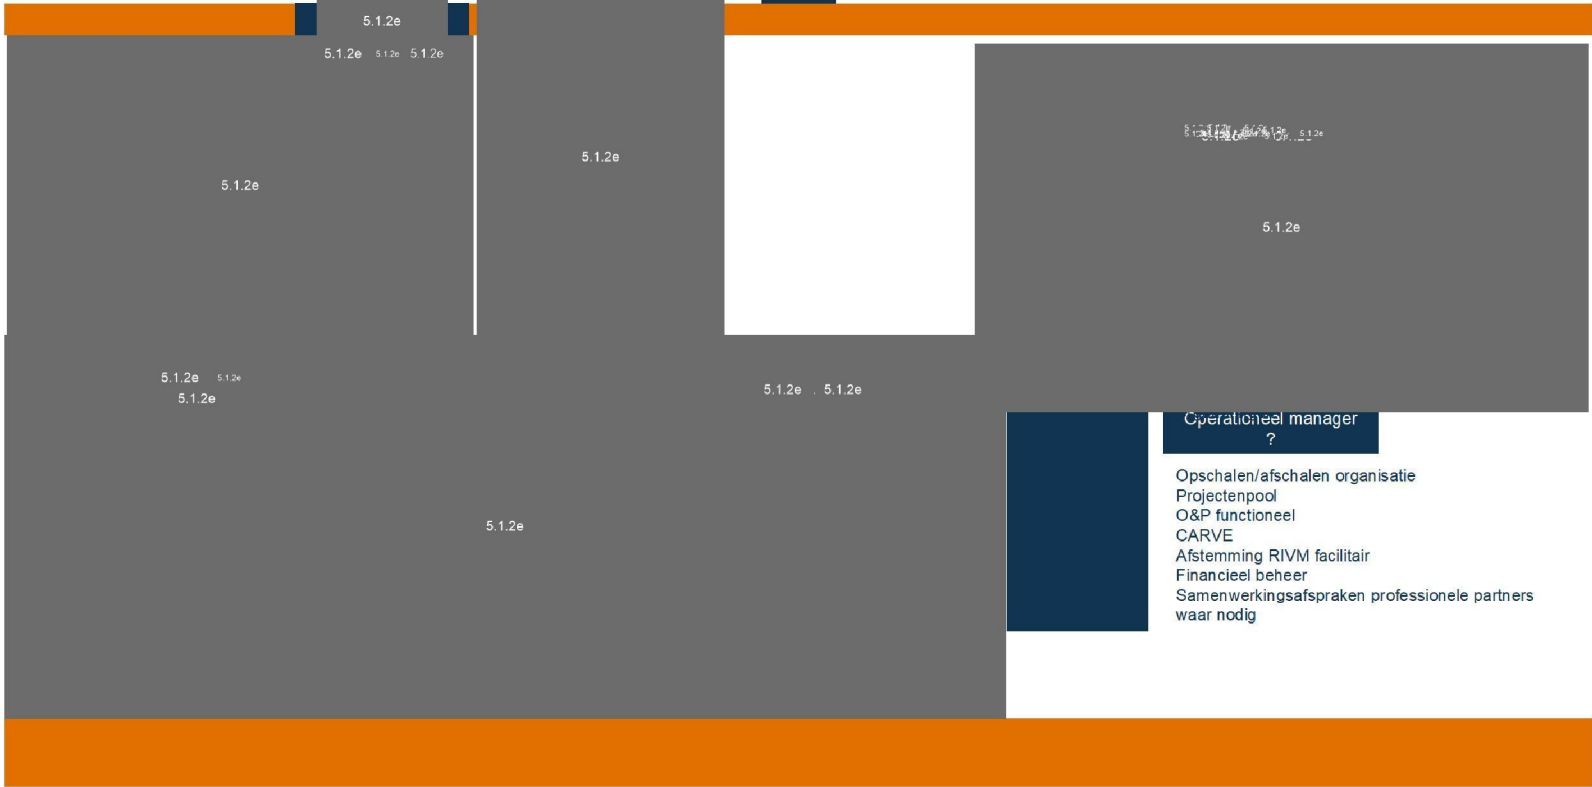 5.1.2e
5.1.2e 5.1.2e 5.1.2e
5.1.2e
5.1.2e
5.1.2e
5.1.2e
5.1.2e 5.1.2e
5.1.2e
5.1.2e . 5.1.2e
Operationeel manager
?
Opschalen/afschalen organisatie
Projectenpool
O&P functioneel
CARVE
Afstemming RIVM facilitair
Financieel beheer
Samenwerkingsafspraken professionele partners
waar nodig
5.1.2e